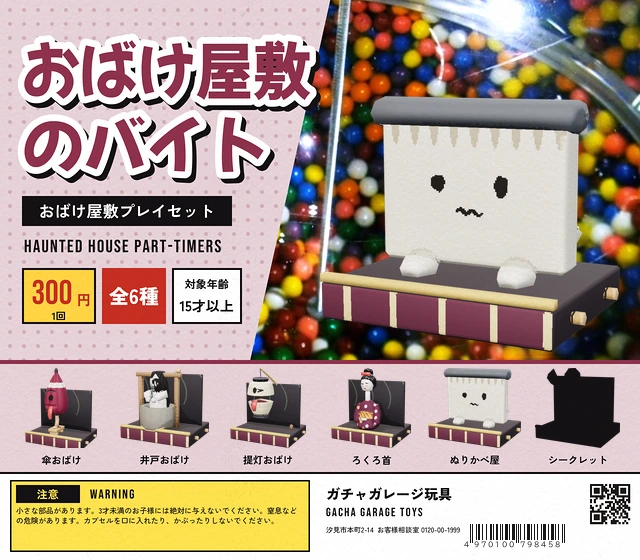 おばけ屋敷
のバイト
おばけ屋敷プレイセット
HAUNTED HOUSE PART-TIMERS
300円
1回
全6種
対象年齢
15才以上
傘おばけ
井戸おばけ
提灯おばけ
ろくろ首
ぬりかべ屋
シークレット
注意 WARNING
小さな部品があります。3才未満のお子様には絶対に与えないでください。窒息など
の危険があります。カプセルを口に入れたり、かぶったりしないでください。
ガチャガレージ玩具
GACHA GARAGE TOYS
汐見市本町2-14 お客様相談室 0120-00-1999
4 970100 798458